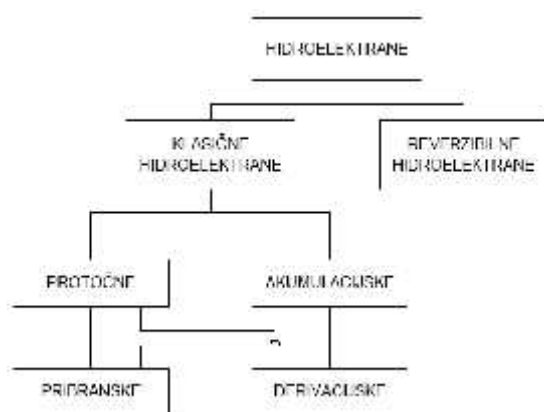 HIDROELEKTRANE
KLASIČNE
HIDROELEKTRANE
REVERZIBILNE
HIDROELEKTRANE
PROTOČNE
AKUMULACIJSKE
PRIBRANSKE
DERIVACIJSKE